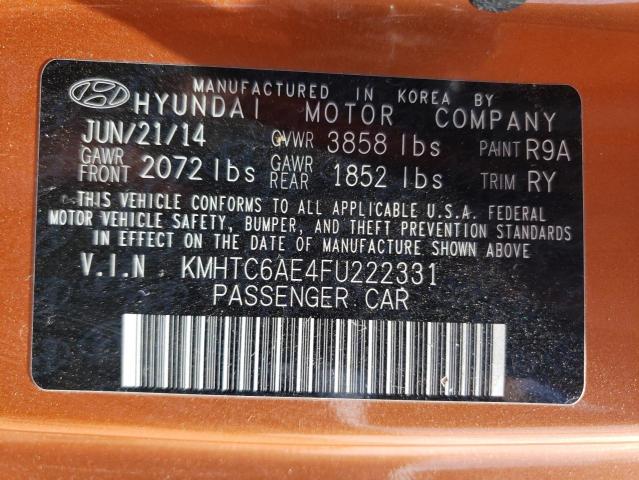 MANUFACTURED IN KOREA BY
HYUNDAI MOTOR COMPANY
JUN/21/14 GVWR 3858 lbs PAINT R9A
GAWR FRONT 2072 lbs GAWR REAR 1852 lbs TRIM RY
THIS VEHICLE CONFORMS TO ALL APPLICABLE U.S.A. FEDERAL
MOTOR VEHICLE SAFETY, BUMPER, AND THEFT PREVENTION STANDARDS
IN EFFECT ON THE DATE OF MANUFACTURE SHOWN ABOVE
V.I.N KMHTC6AE4FU222331
PASSENGER CAR